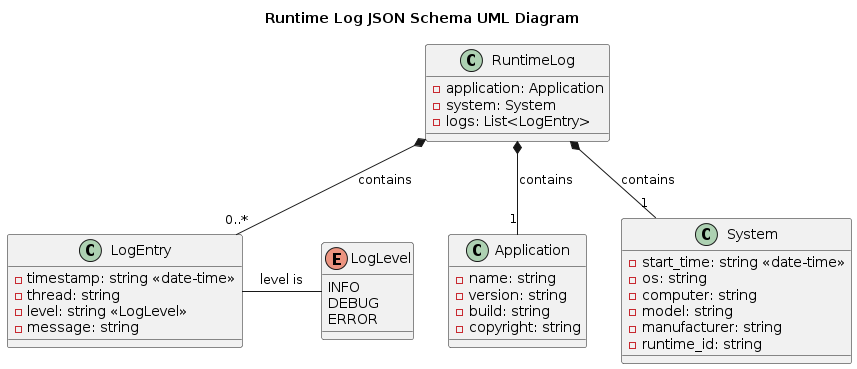 Runtime Log JSON Schema UML Diagram
C RuntimeLog
application: Application
system: System
logs: List<LogEntry>
contains
contains
contains
0..*
1
1
C LogEntry
timestamp: string «date-time»
thread: string
level: string «LogLevel»
message: string
level is
E LogLevel
INFO
DEBUG
ERROR
C Application
name: string
version: string
build: string
copyright: string
C System
start_time: string «date-time»
os: string
computer: string
model: string
manufacturer: string
runtime_id: string